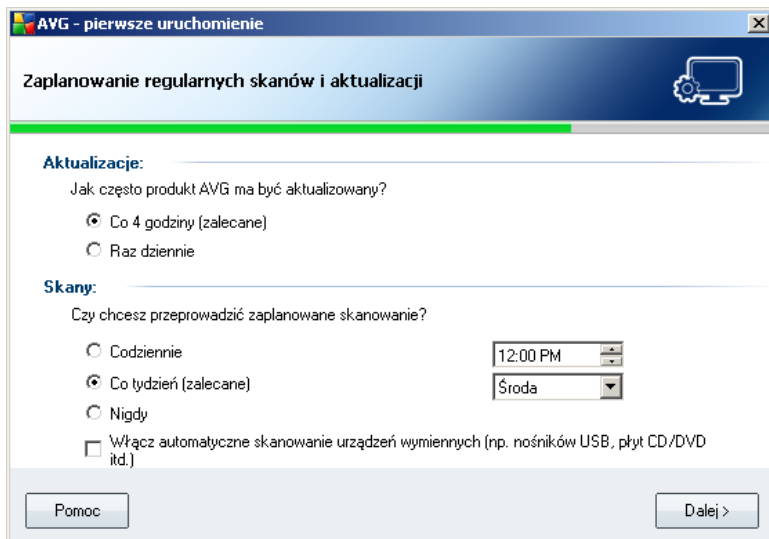 AVG - pierwsze uruchomienie
Zaplanowanie regularnych skanów i aktualizacji
Aktualizacje:
Jak często produkt AVG ma być aktualizowany?
Co 4 godziny (zalecane)
Raz dziennie
Skany:
Czy chcesz przeprowadzić zaplanowane skanowanie?
Codziennie
12:00 PM
Co tydzień (zalecane)
Środa
Nigdy
Włącz automatyczne skanowanie urządzeń wymiennych (np. nośników USB, płyt CD/DVD
itd.)
Pomoc
Dalej >